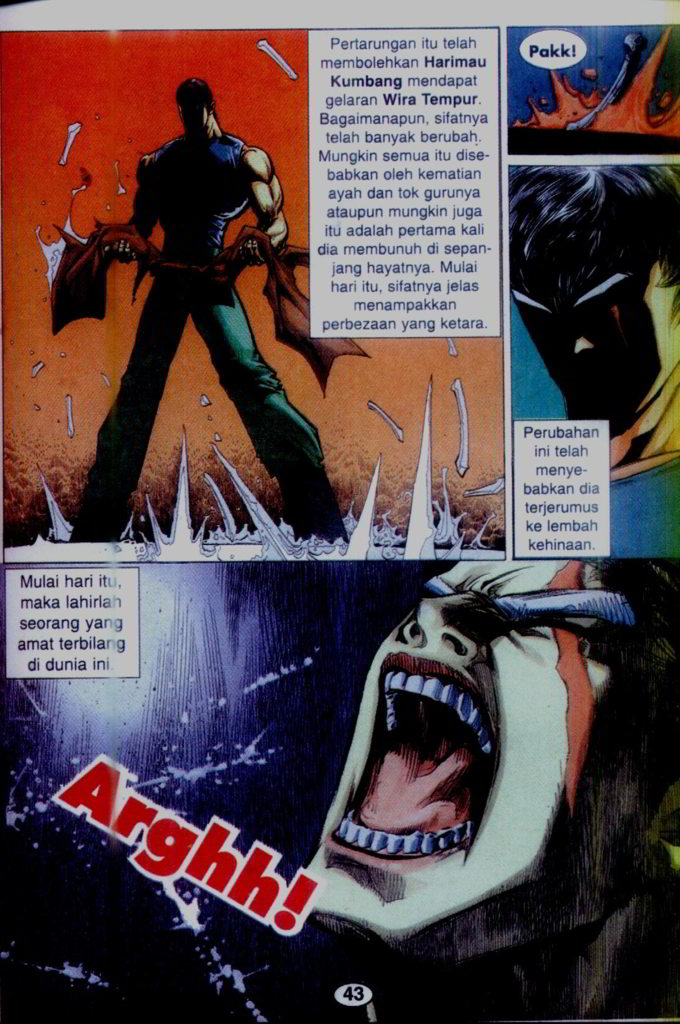 Pertarungan itu telah
membolehkan Harimau
Kumbang mendapat
gelaran Wira Tempur.
Bagaimanapun, sifatnya
telah banyak berubah.
Mungkin semua itu dise-
babkan oleh kematian
ayah dan tok gurunya
ataupun mungkin juga
itu adalah pertama kali
dia membunuh di sepan-
jang hayatnya. Mulai
hari itu, sifatnya jelas
menampakkan
perbezaan yang ketara.
Pakk!
Perubahan
ini telah
menye-
babkan dia
terjerumus
ke lembah
kehinaan.
Mulai hari itu,
maka lahirlah
seorang yang
amat terbilang
di dunia ini.
Arghh!
43